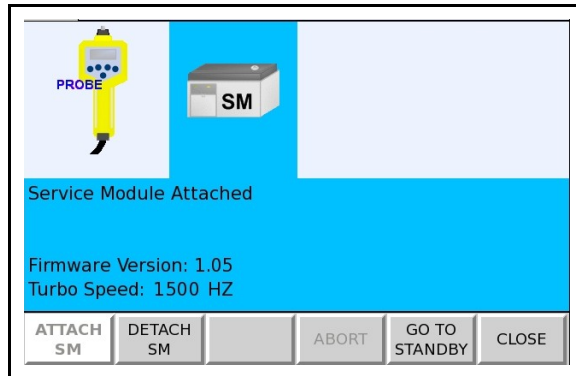 PROBE
SM
Service Module Attached
Firmware Version: 1.05
Turbo Speed: 1500 HZ
ATTACH
SM
DETACH
SM
ABORT
GO TO
STANDBY
CLOSE